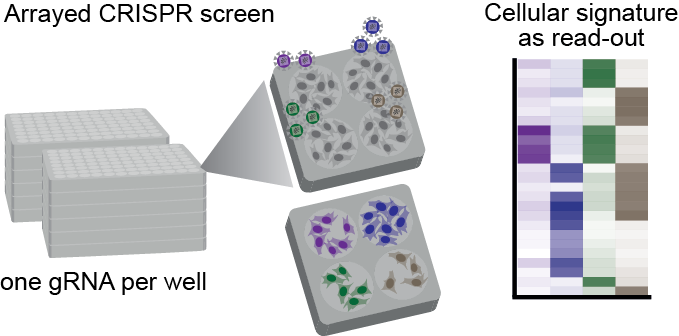 Arrayed CRISPR screen
Cellular signature
as read-out
one gRNA per well